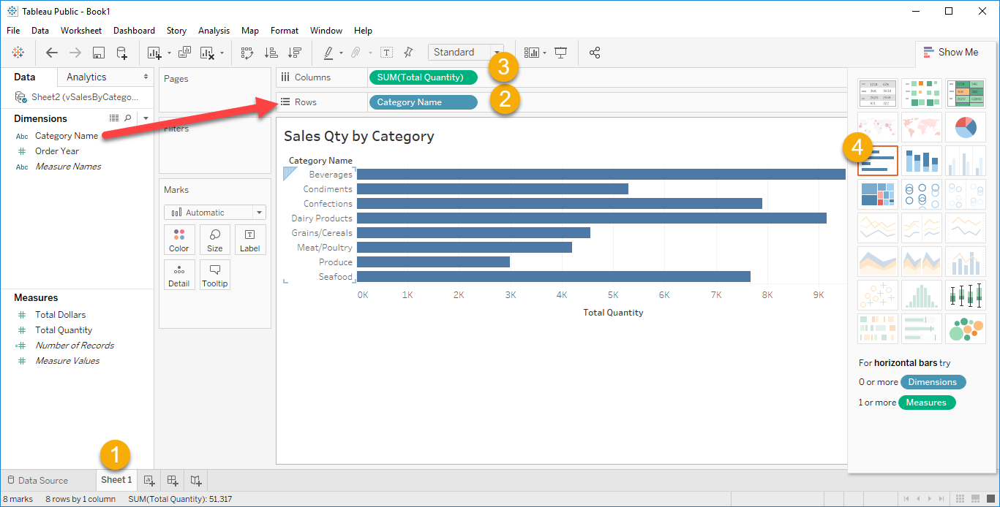 Tableau Public - Book1
File Data Worksheet Dashboard Story Analysis Map Format Window Help
Standard
Show Me
Data Analytics
Sheet2 (vSalesByCatego...
Dimensions
Abc Category Name
Order Year
Abc Measure Names
Measures
Total Dollars
Total Quantity
Number of Records
Measure Values
Pages
Filters
Marks
Automatic
Color Size Label
Detail Tooltip
Columns SUM(Total Quantity) 3
Rows Category Name 2
Sales Qty by Category
Category Name
Beverages
Condiments
Confections
Dairy Products
Grains/Cereals
Meat/Poultry
Produce
Seafood
0K 1K 2K 3K 4K 5K 6K 7K 8K 9K
Total Quantity
4
For horizontal bars try
0 or more Dimensions
1 or more Measures
1
Data Source Sheet 1
8 marks 8 rows by 1 column SUM(Total Quantity): 51,317